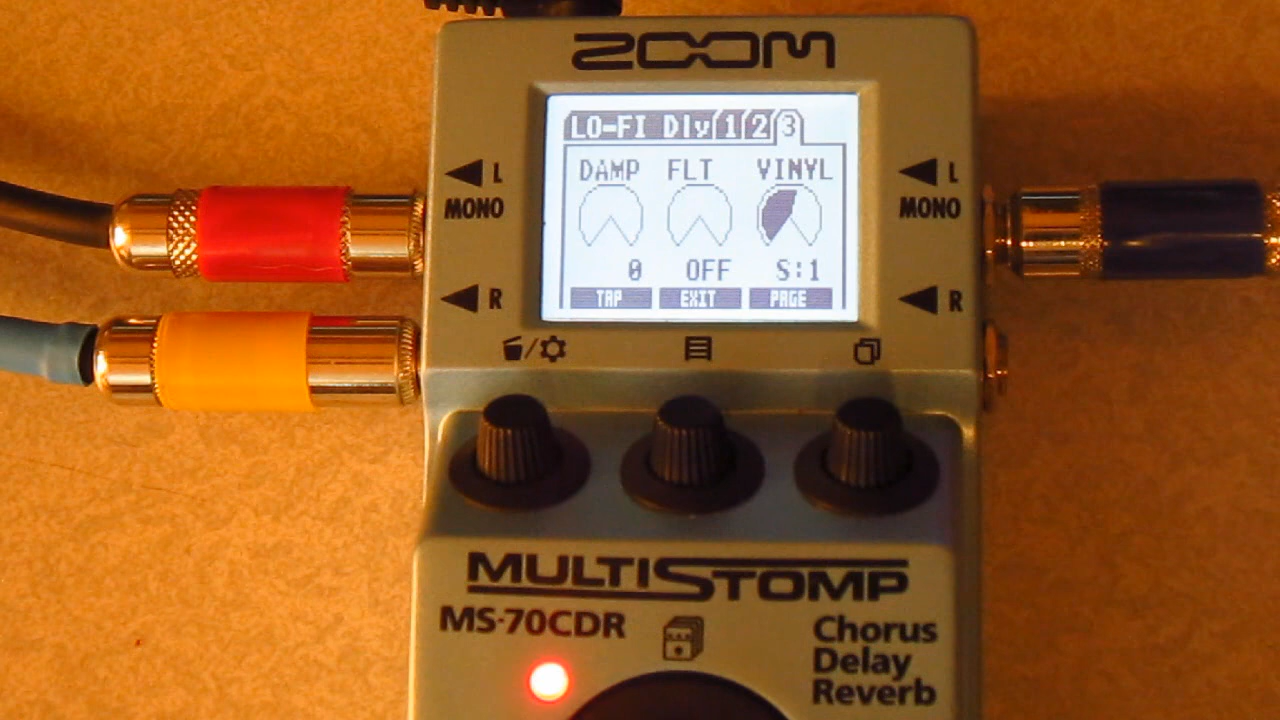 ZOOM
LO-FI Dly 1 2 3
DAMP FLT VINYL
0 OFF S:1
TAP EXIT PAGE
L
MONO
R
L
MONO
R
MULTISTOMP
MS-70CDR
Chorus
Delay
Reverb